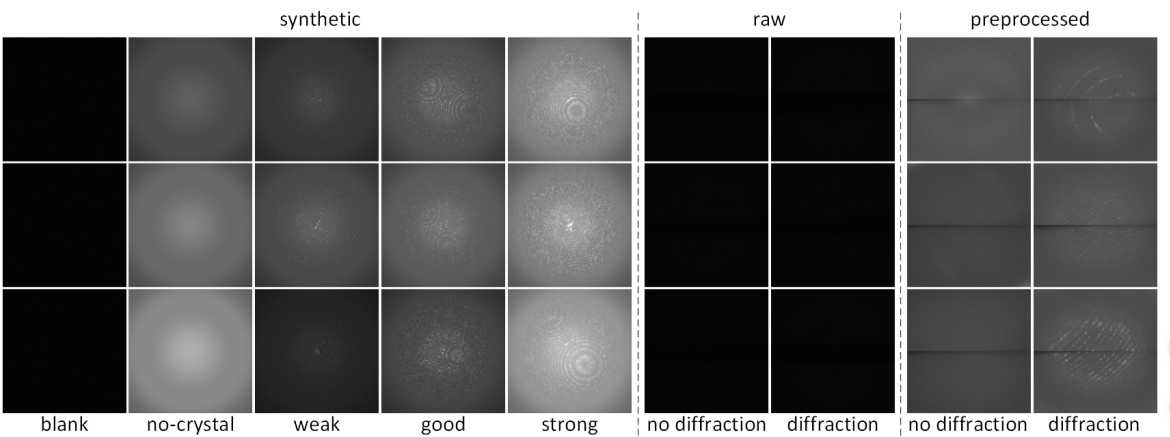 synthetic raw preprocessed
blank no-crystal weak good strong no diffraction diffraction no diffraction diffraction